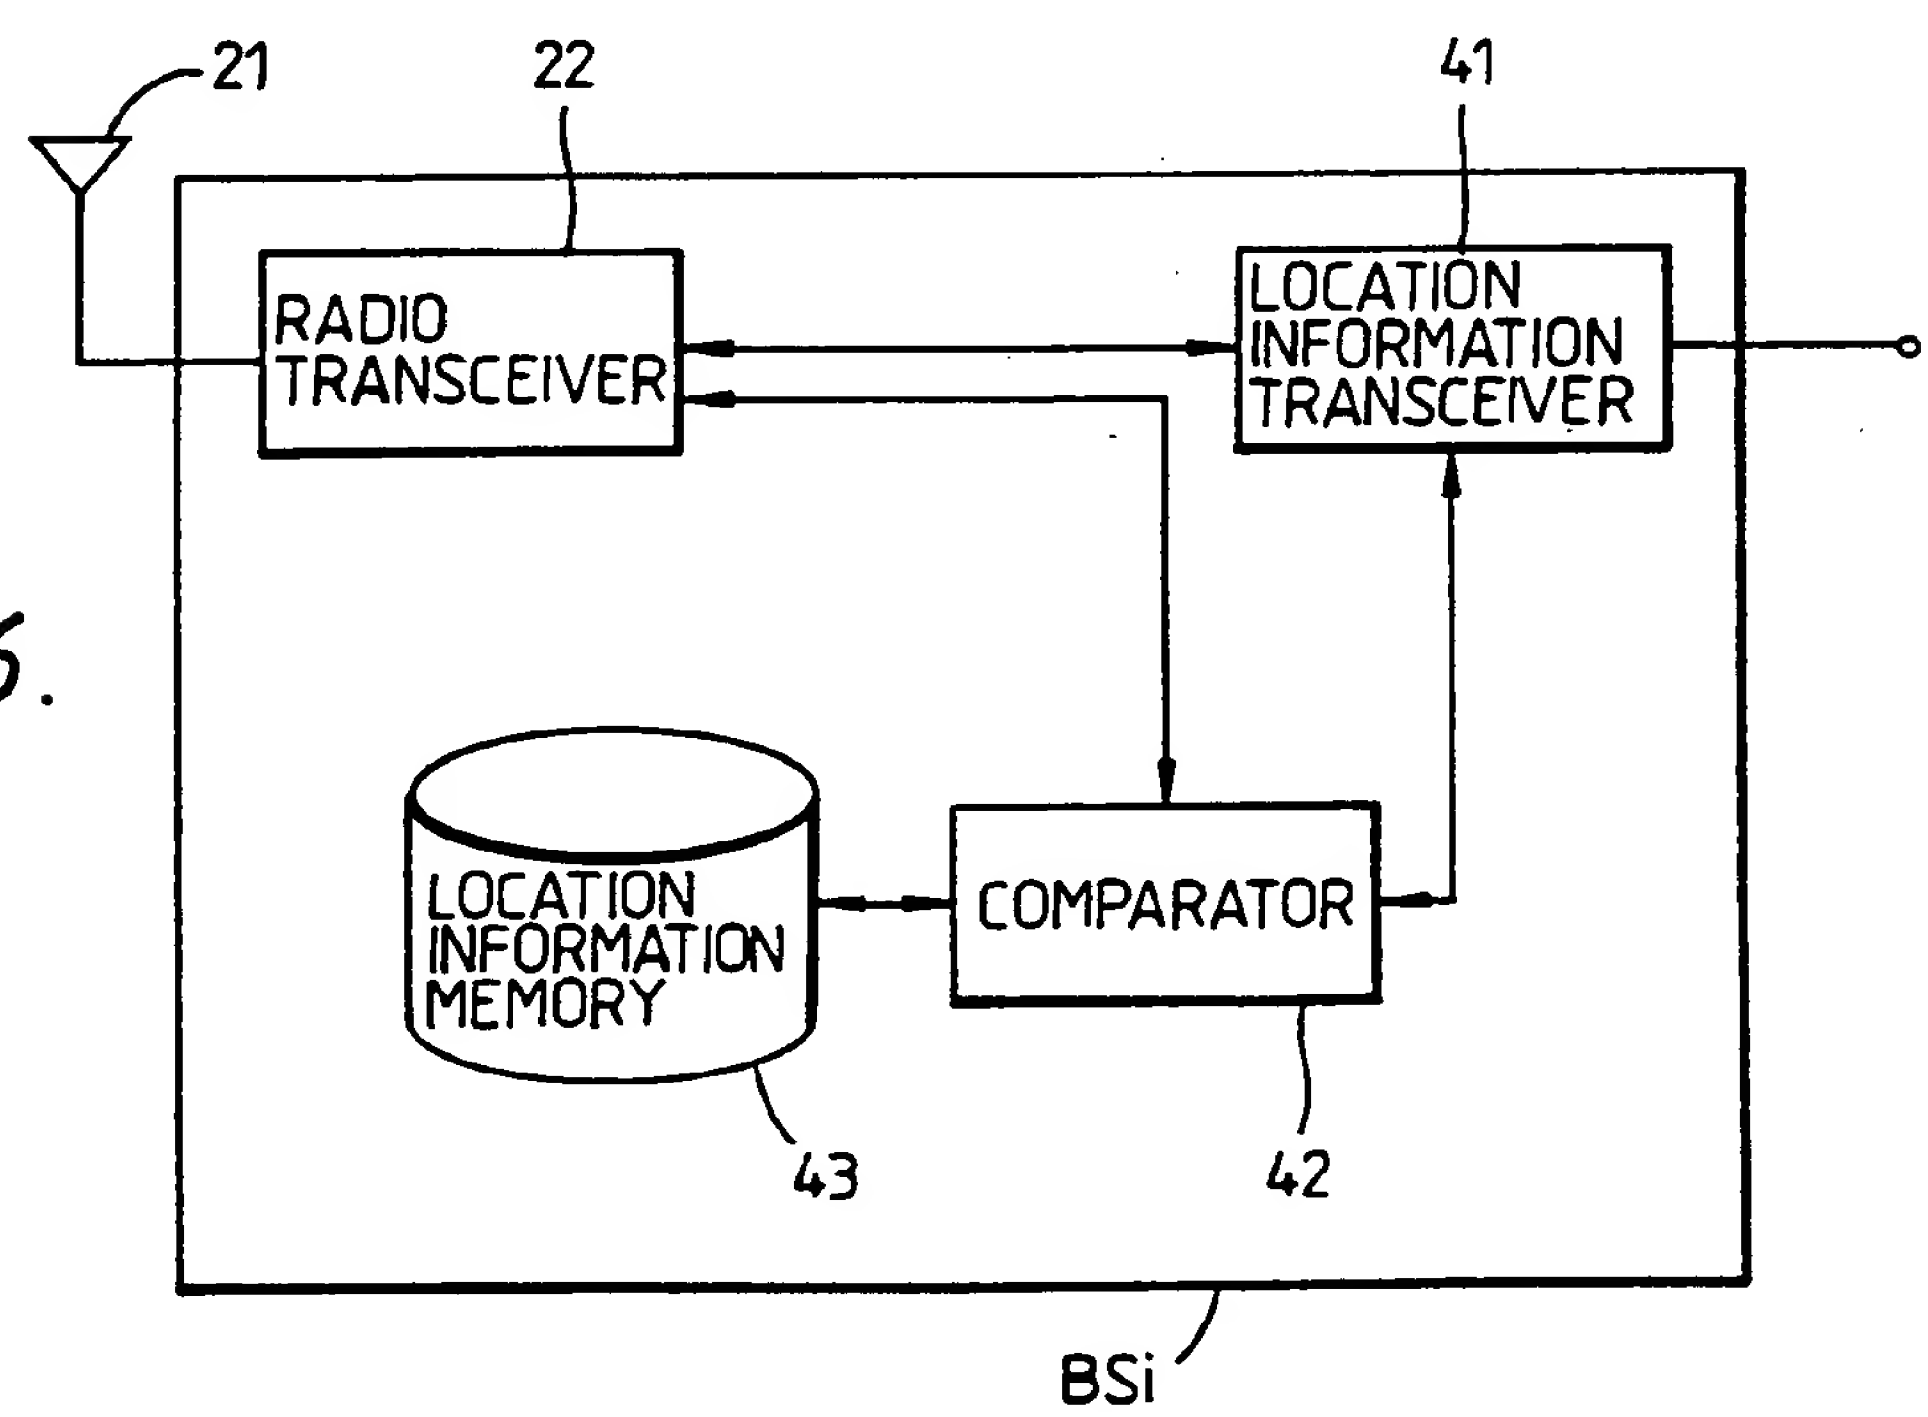 21
22
41
RADIO
TRANSCEIVER
LOCATION
INFORMATION
TRANSCEIVER
LOCATION
INFORMATION
MEMORY
COMPARATOR
43
42
BSi